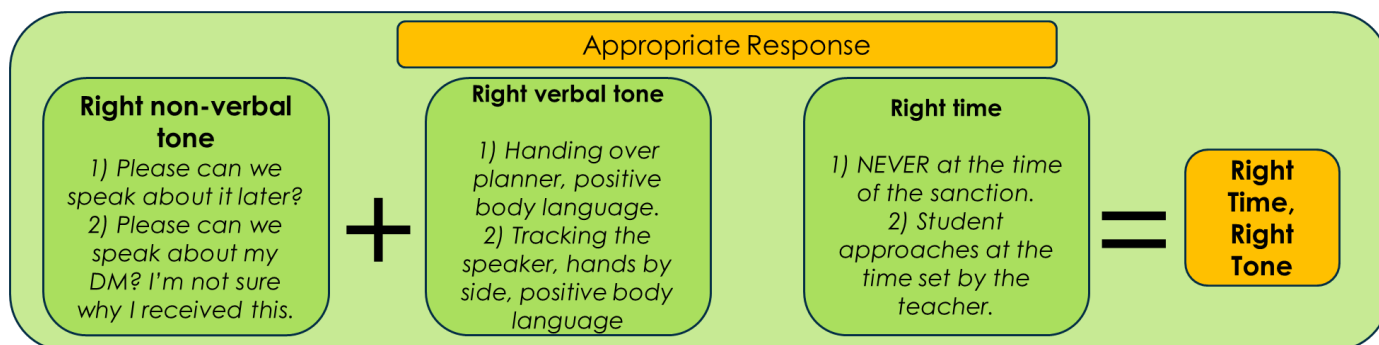 Appropriate Response
Right non-verbal
tone
1) Please can we
speak about it later?
2) Please can we
speak about my
DM? I'm not sure
why I received this.
+
Right verbal tone
1) Handing over
planner, positive
body language.
2) Tracking the
speaker, hands by
side, positive body
language
Right time
1) NEVER at the time
of the sanction.
2) Student
approaches at the
time set by the
teacher.
=
Right
Time,
Right
Tone